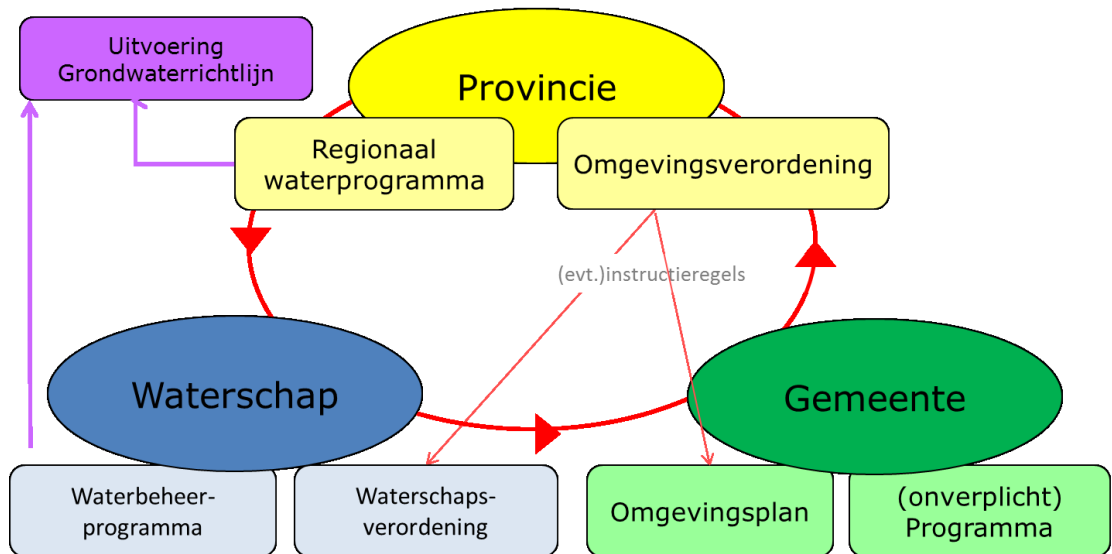 Uitvoering
Grondwaterrichtlijn
Provincie
Regionaal
waterprogramma
Omgevingsverordening
(evt.)instructieregels
Waterschap
Gemeente
Waterbeheer-
programma
Waterschaps-
verordening
Omgevingsplan
(onverplicht)
Programma